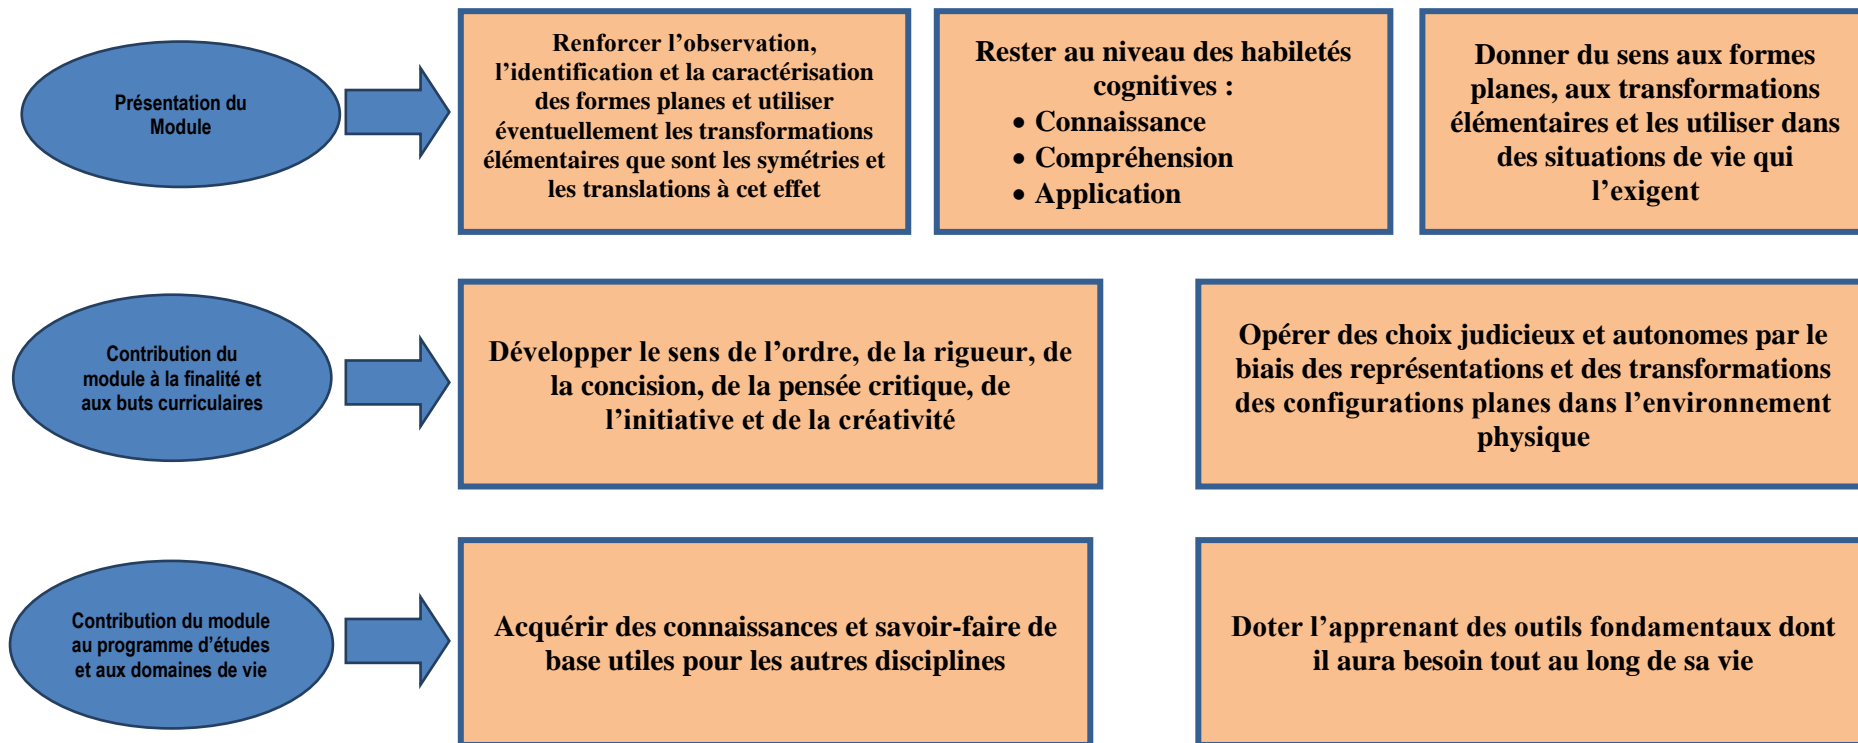 Présentation du
Module
Renforcer l’observation,
l’identification et la caractérisation
des formes planes et utiliser
éventuellement les transformations
élémentaires que sont les symétries et
les translations à cet effet
Rester au niveau des habiletés
cognitives :
• Connaissance
• Compréhension
• Application
Donner du sens aux formes
planes, aux transformations
élémentaires et les utiliser dans
des situations de vie qui
l’exigent
Contribution du
module à la finalité et
aux buts curriculaires
Développer le sens de l’ordre, de la rigueur, de
la concision, de la pensée critique, de
l’initiative et de la créativité
Opérer des choix judicieux et autonomes par le
biais des représentations et des transformations
des configurations planes dans l’environnement
physique
Contribution du module
au programme d’études
et aux domaines de vie
Acquérir des connaissances et savoir-faire de
base utiles pour les autres disciplines
Doter l’apprenant des outils fondamentaux dont
il aura besoin tout au long de sa vie